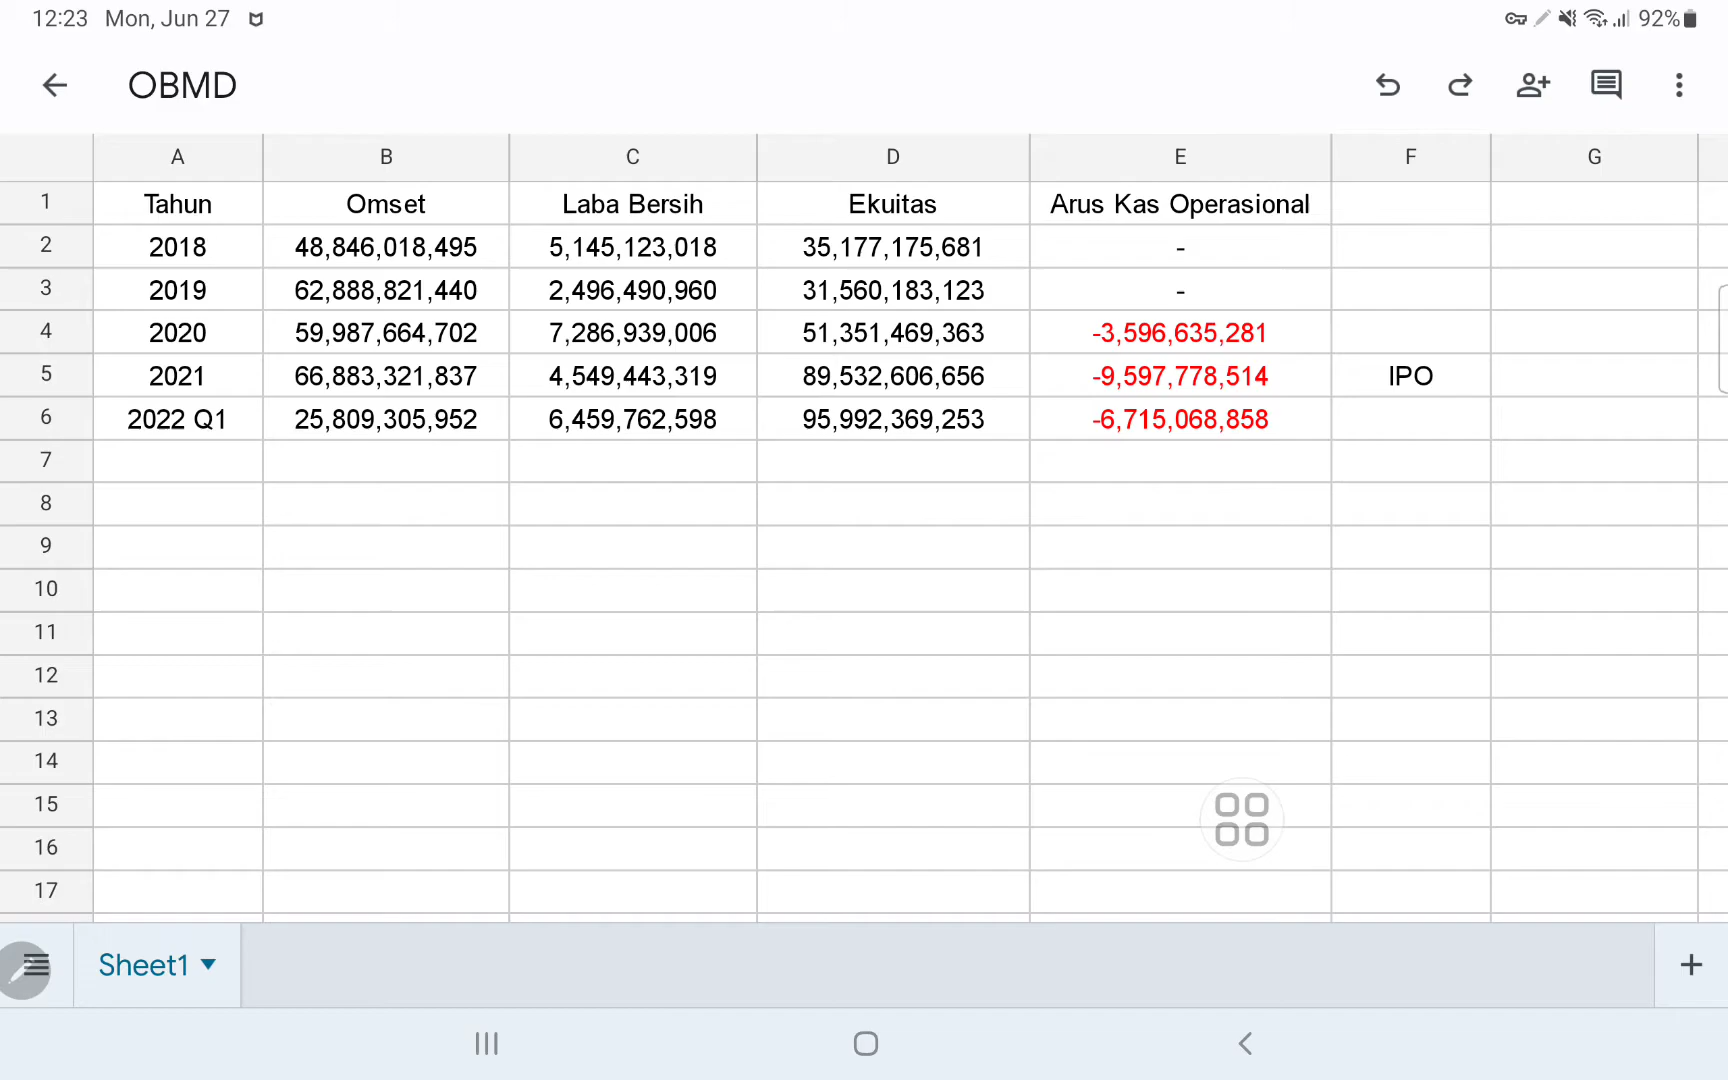 12:23 Mon, Jun 27 92%
OBMD
A B C D E F G
1 Tahun Omset Laba Bersih Ekuitas Arus Kas Operasional
2 2018 48,846,018,495 5,145,123,018 35,177,175,681 -
3 2019 62,888,821,440 2,496,490,960 31,560,183,123 -
4 2020 59,987,664,702 7,286,939,006 51,351,469,363 -3,596,635,281
5 2021 66,883,321,837 4,549,443,319 89,532,606,656 -9,597,778,514 IPO
6 2022 Q1 25,809,305,952 6,459,762,598 95,992,369,253 -6,715,068,858
7
8
9
10
11
12
13
14
15
16
17
Sheet1